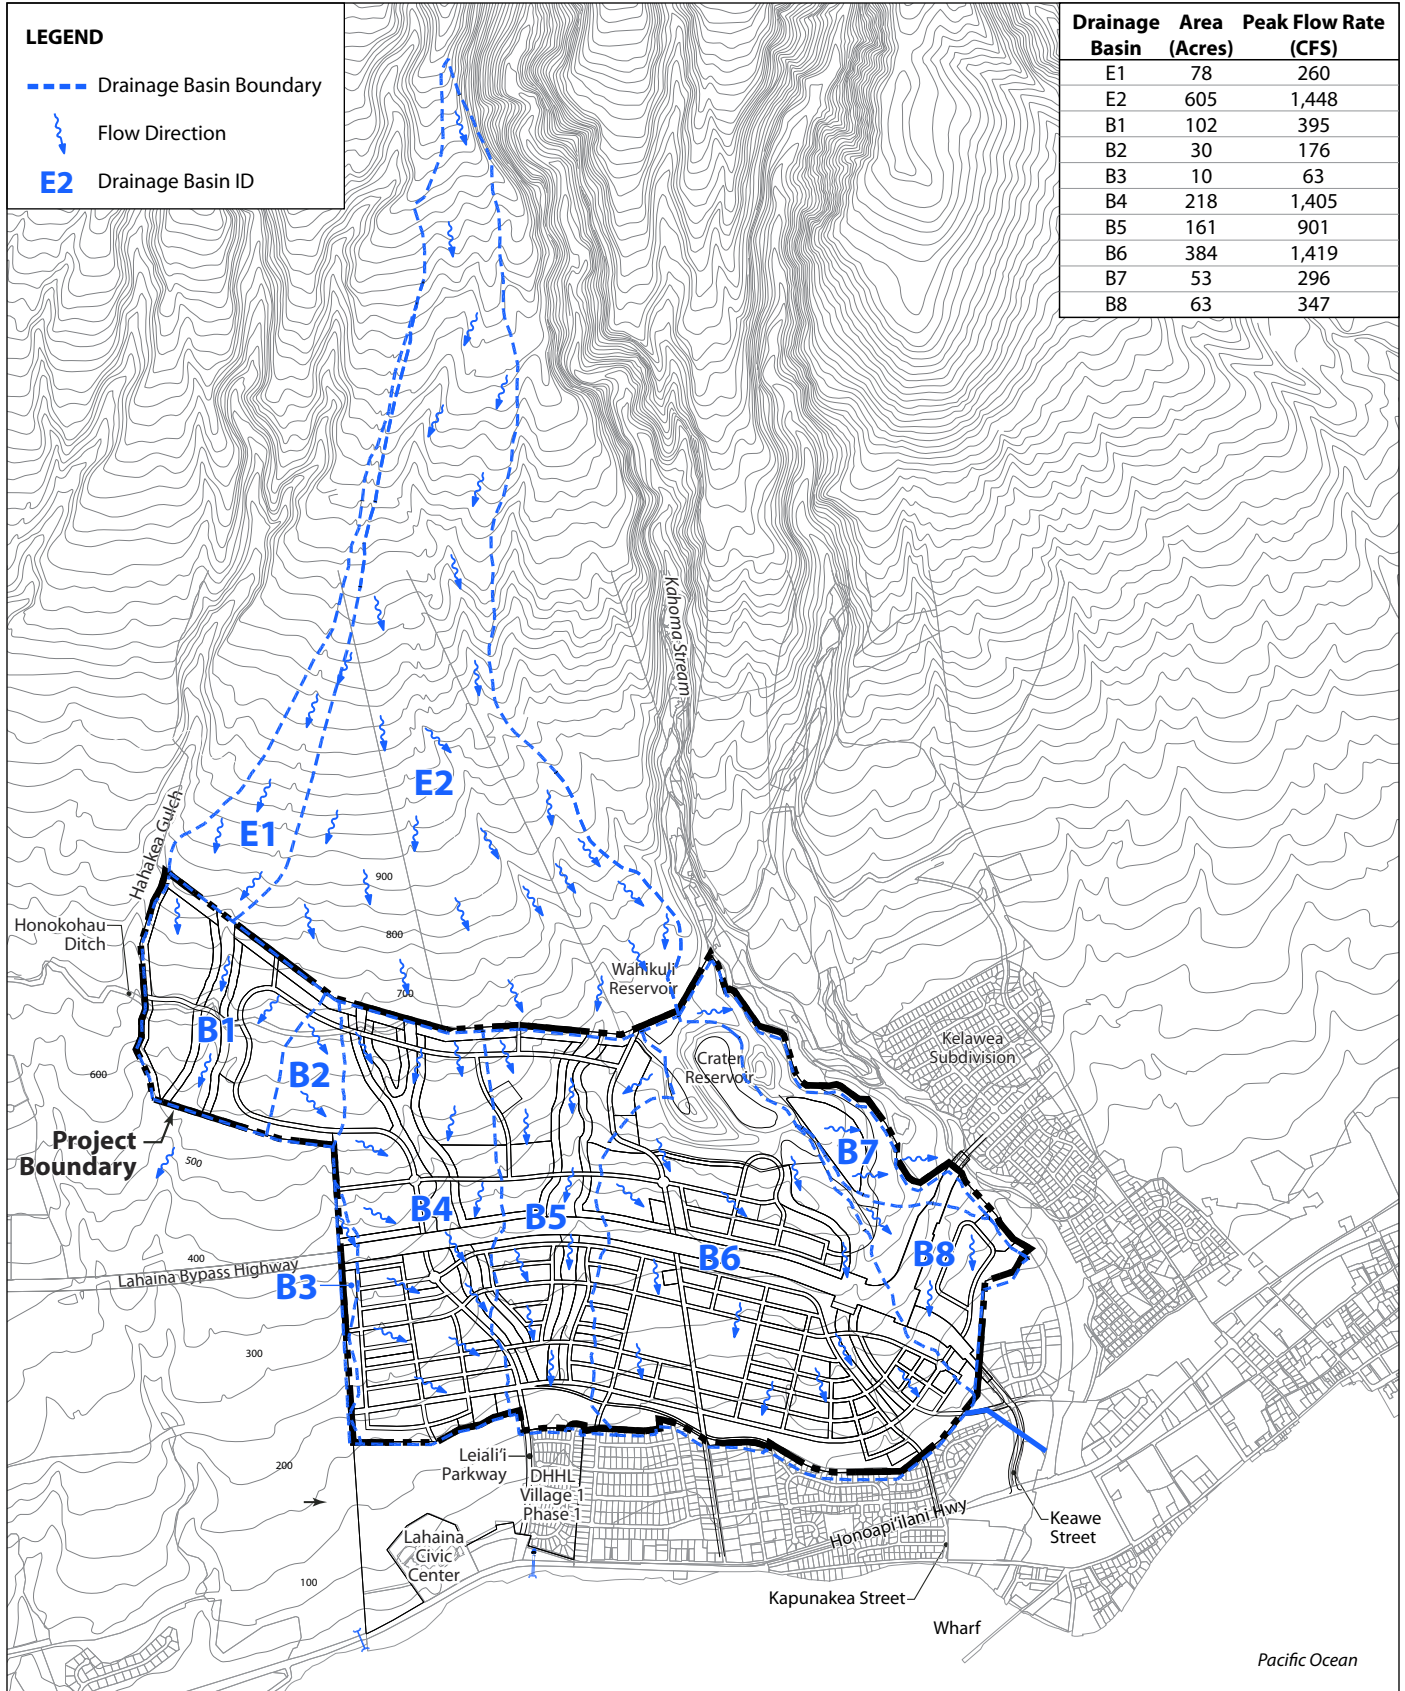 LEGEND
Drainage Basin Boundary
Flow Direction
E2 Drainage Basin ID
Drainage Basin Area (Acres) Peak Flow Rate (CFS)
E1 78 260
E2 605 1,448
B1 102 395
B2 30 176
B3 10 63
B4 218 1,405
B5 161 901
B6 384 1,419
B7 53 296
B8 63 347
Kahoma Stream
E2
E1
Hahakea Gulch
900
Honokohau
Ditch
800
Wahikuli
Reservoir
700
B1
Kelawea
Subdivision
Crater
Reservoir
600
B2
Project
Boundary
B7
500
B4
B5
B6
B8
400
Lahaina Bypass Highway
B3
300
200
Leiali'i
Parkway
DHHL
Village 1
Phase 1
Lahaina
Civic
Center
Honoapi'ilani Hwy
Keawe
Street
100
Kapunakea Street
Wharf
Pacific Ocean